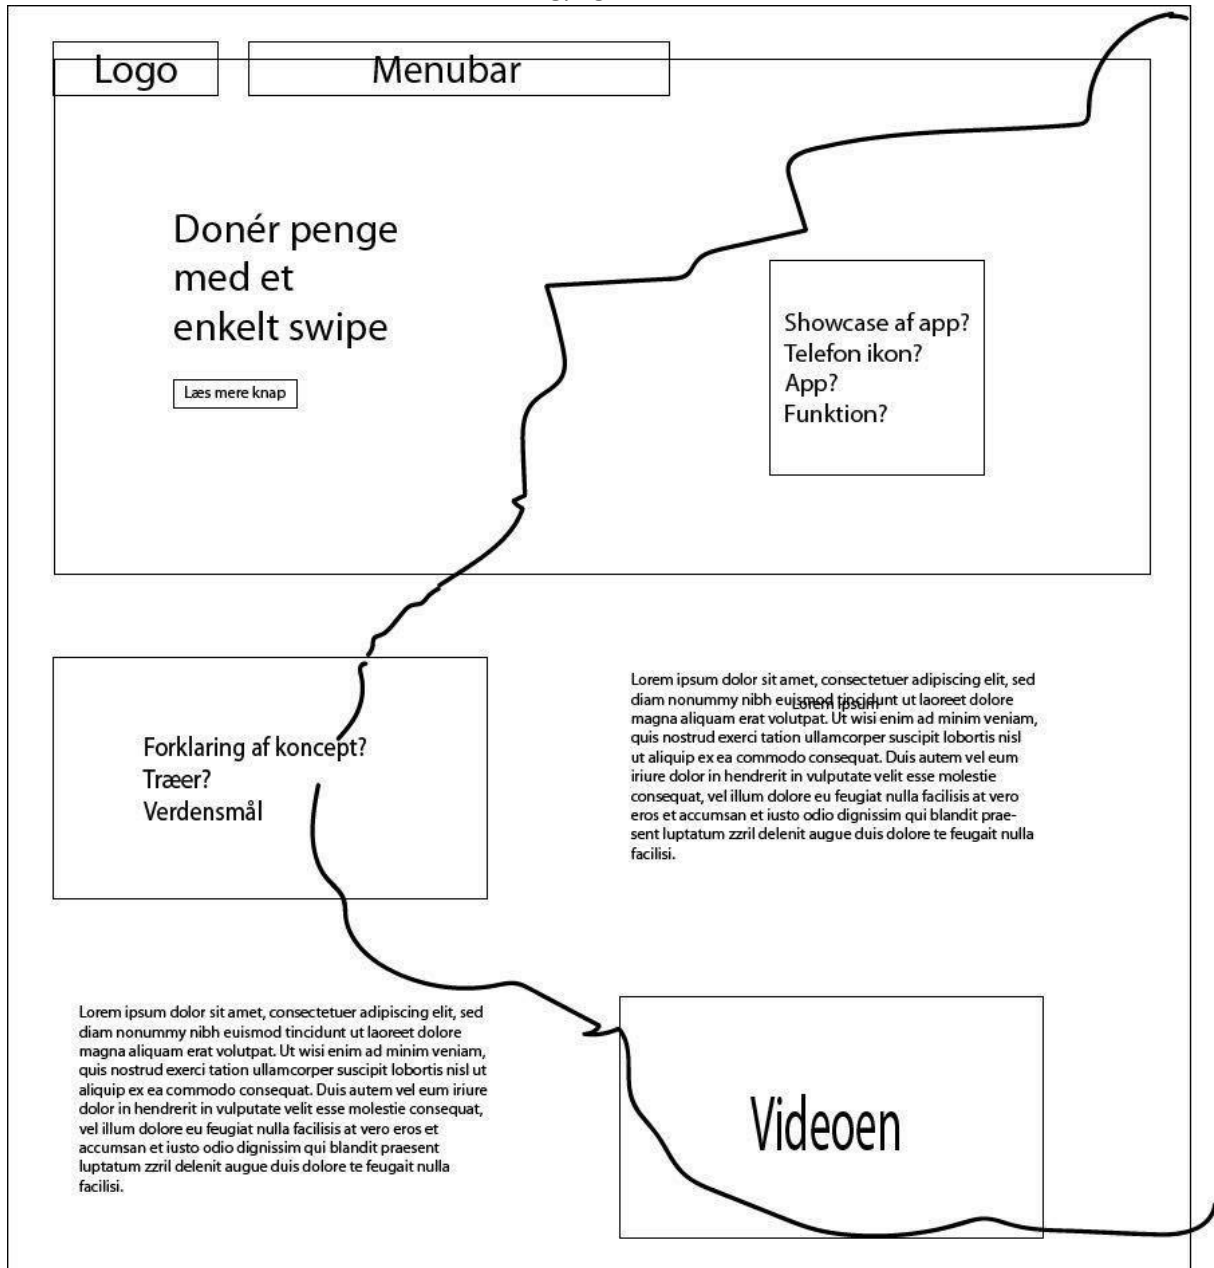 Logo
Menubar
Donér penge
med et
enkelt swipe
Læs mere knap
Showcase af app?
Telefon ikon?
App?
Funktion?
Forklaring af koncept?
Træer?
Verdensmål
Lorem ipsum dolor sit amet, consectetuer adipiscing elit, sed
diam nonummy nibh euismod tincidunt ut laoreet dolore
Lorem ipsum
magna aliquam erat volutpat. Ut wisi enim ad minim veniam,
quis nostrud exerci tation ullamcorper suscipit lobortis nisl
ut aliquip ex ea commodo consequat. Duis autem vel eum
iriure dolor in hendrerit in vulputate velit esse molestie
consequat, vel illum dolore eu feugiat nulla facilisis at vero
eros et accumsan et iusto odio dignissim qui blandit prae-
sent luptatum zzril delenit augue duis dolore te feugait nulla
facilisi.
Lorem ipsum dolor sit amet, consectetuer adipiscing elit, sed
diam nonummy nibh euismod tincidunt ut laoreet dolore
magna aliquam erat volutpat. Ut wisi enim ad minim veniam,
quis nostrud exerci tation ullamcorper suscipit lobortis nisl ut
aliquip ex ea commodo consequat. Duis autem vel eum iriure
dolor in hendrerit in vulputate velit esse molestie consequat,
vel illum dolore eu feugiat nulla facilisis at vero eros et
accumsan et iusto odio dignissim qui blandit praesent
luptatum zzril delenit augue duis dolore te feugait nulla
facilisi.
Videoen